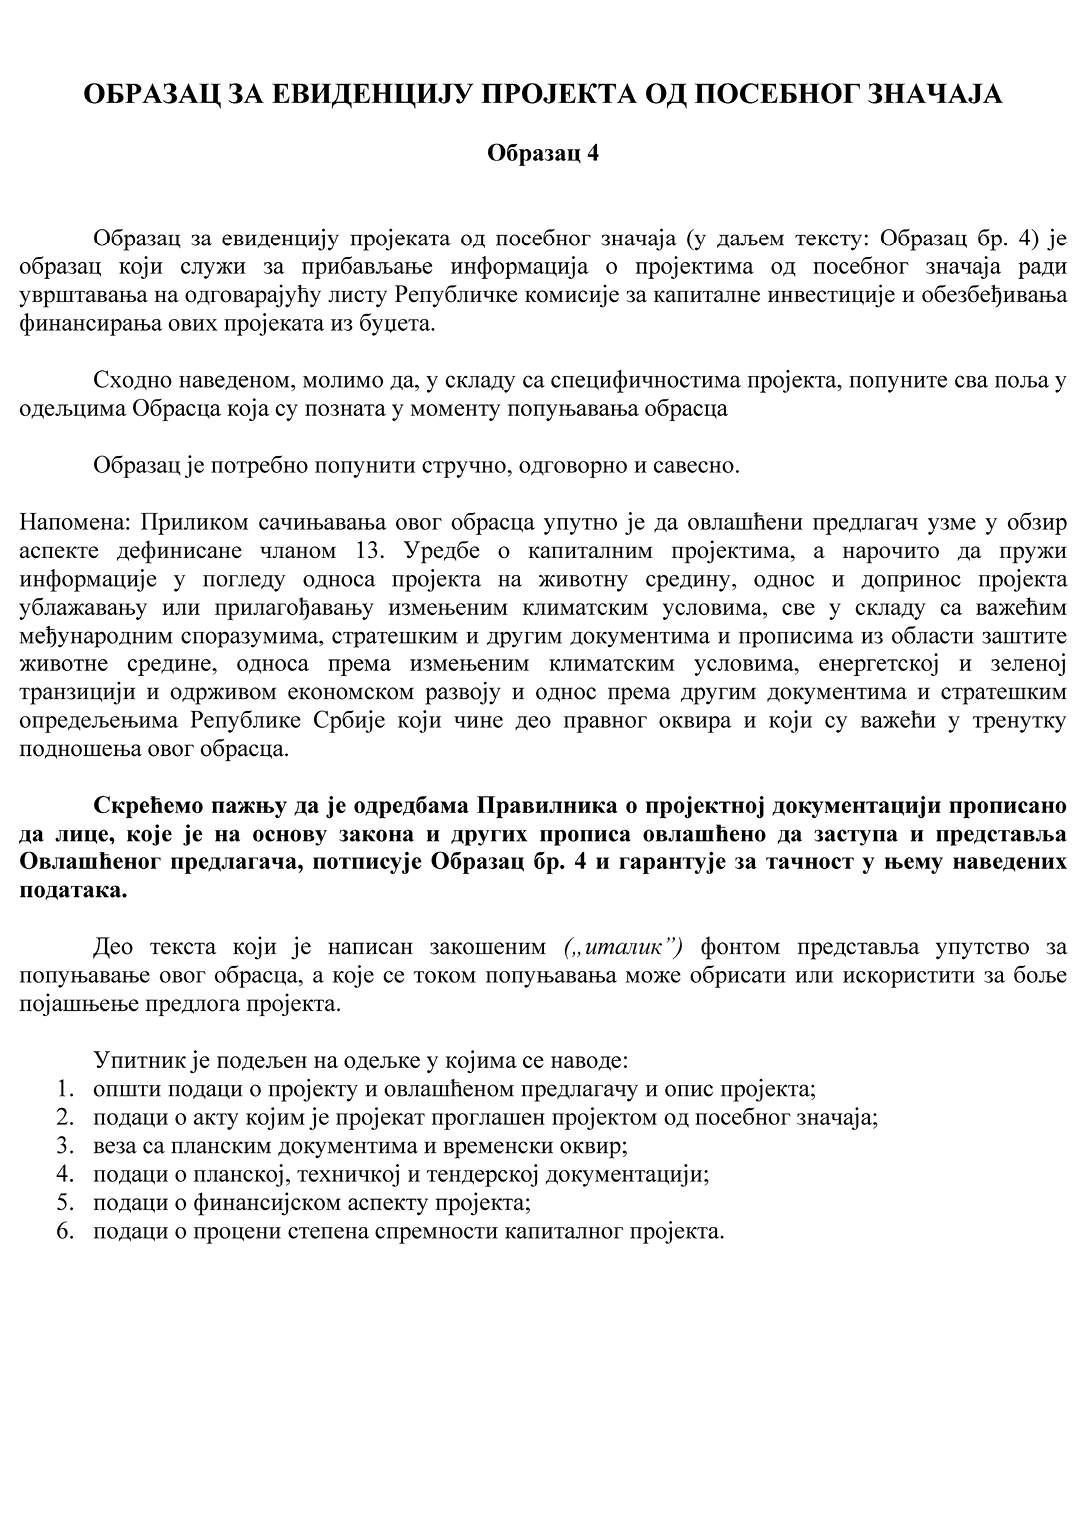 ОБРАЗАЦ ЗА ЕВИДЕНЦИЈУ ПРОЈЕКТА ОД ПОСЕБНОГ ЗНАЧАЈА
Образац 4
Образац за евиденцију пројеката од посебног значаја (у даљем тексту: Образац бр. 4) је
образац који служи за прибављање информација о пројектима од посебног значаја ради
уврштавања на одговарајућу листу Републичке комисије за капиталне инвестиције и обезбеђивања
финансирања ових пројеката из буџета.
Сходно наведеном, молимо да, у складу са специфичностима пројекта, попуните сва поља у
одељцима Обрасца која су позната у моменту попуњавања обрасца
Образац је потребно попунити стручно, одговорно и савесно.
Напомена: Приликом сачињавања овог обрасца упутно је да овлашћени предлагач узме у обзир
аспекте дефинисане чланом 13. Уредбе о капиталним пројектима, а нарочито да пружи
информације у погледу односа пројекта на животну средину, однос и допринос пројекта
ублажавању или прилагођавању измењеним климатским условима, све у складу са важећим
међународним споразумима, стратешким и другим документима и прописима из области заштите
животне средине, односа према измењеним климатским условима, енергетској и зеленој
транзицији и одрживом економском развоју и однос према другим документима и стратешким
опредељењима Републике Србије који чине део правног оквира и који су важећи у тренутку
подношења овог обрасца.
Скрећемо пажњу да је одредбама Правилника о пројектној документацији прописано
да лице, које је на основу закона и других прописа овлашћено да заступа и представља
Овлашћеног предлагача, потписује Образац бр. 4 и гарантује за тачност у њему наведених
података.
Део текста који је написан закошеним („италик”) фонтом представља упутство за
попуњавање овог обрасца, а које се током попуњавања може обрисати или искористити за боље
појашњење предлога пројекта.
Упитник је подељен на одељке у којима се наводе:
1. општи подаци о пројекту и овлашћеном предлагачу и опис пројекта;
2. подаци о акту којим је пројекат проглашен пројектом од посебног значаја;
3. веза са планским документима и временски оквир;
4. подаци о планској, техничкој и тендерској документацији;
5. подаци о финансијском аспекту пројекта;
6. подаци о процени степена спремности капиталног пројекта.